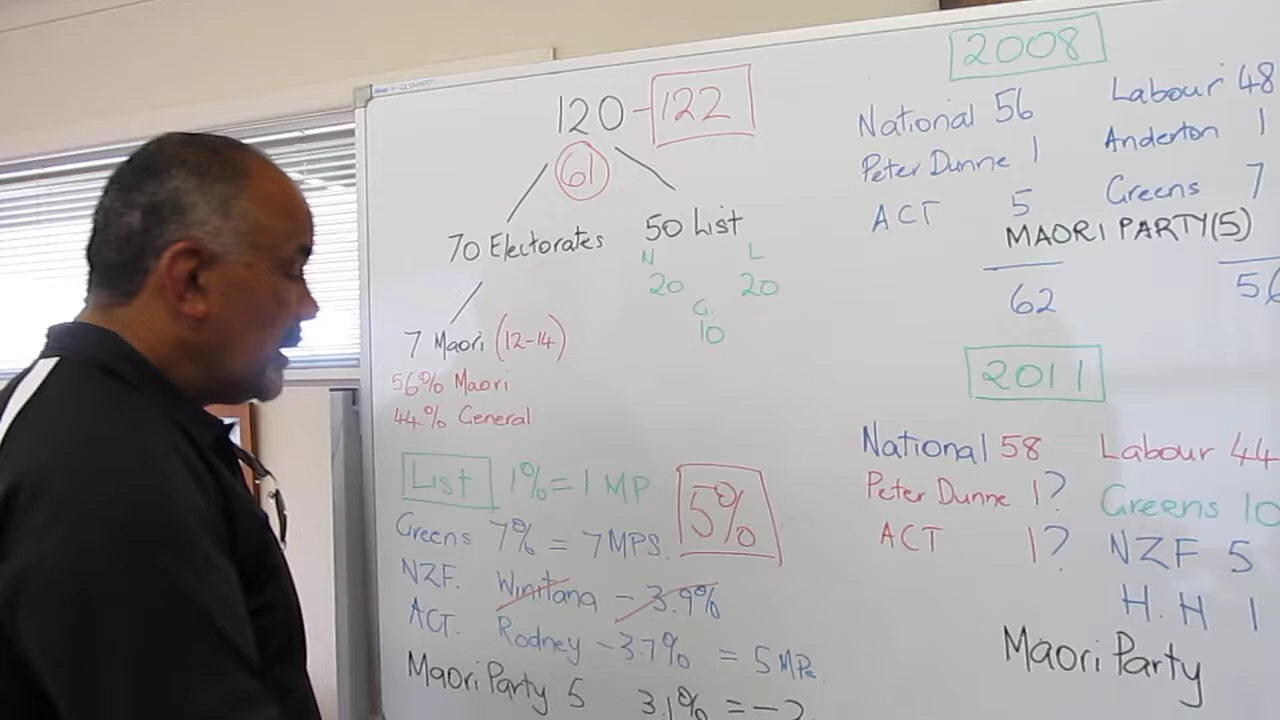 120 - 122
61
70 Electorates
50 List
N
L
20
20
G.
10
7 Maori (12-14)
56% Maori
44% General
List 1% = 1 MP
5%
Greens 7% = 7 MPS.
NZF. Winitana - 3.9%
ACT. Rodney - 3.7% = 5 MPs.
Maori Party 5 3.1% = -2
2008
National 56
Labour 48
Peter Dunne 1
Anderton 1
ACT 5
Greens 7
MAORI PARTY (5)
62
56
2011
National 58
Labour 44
Peter Dunne 1?
Greens 10
ACT 1?
NZF 5
H.H 1
Maori Party